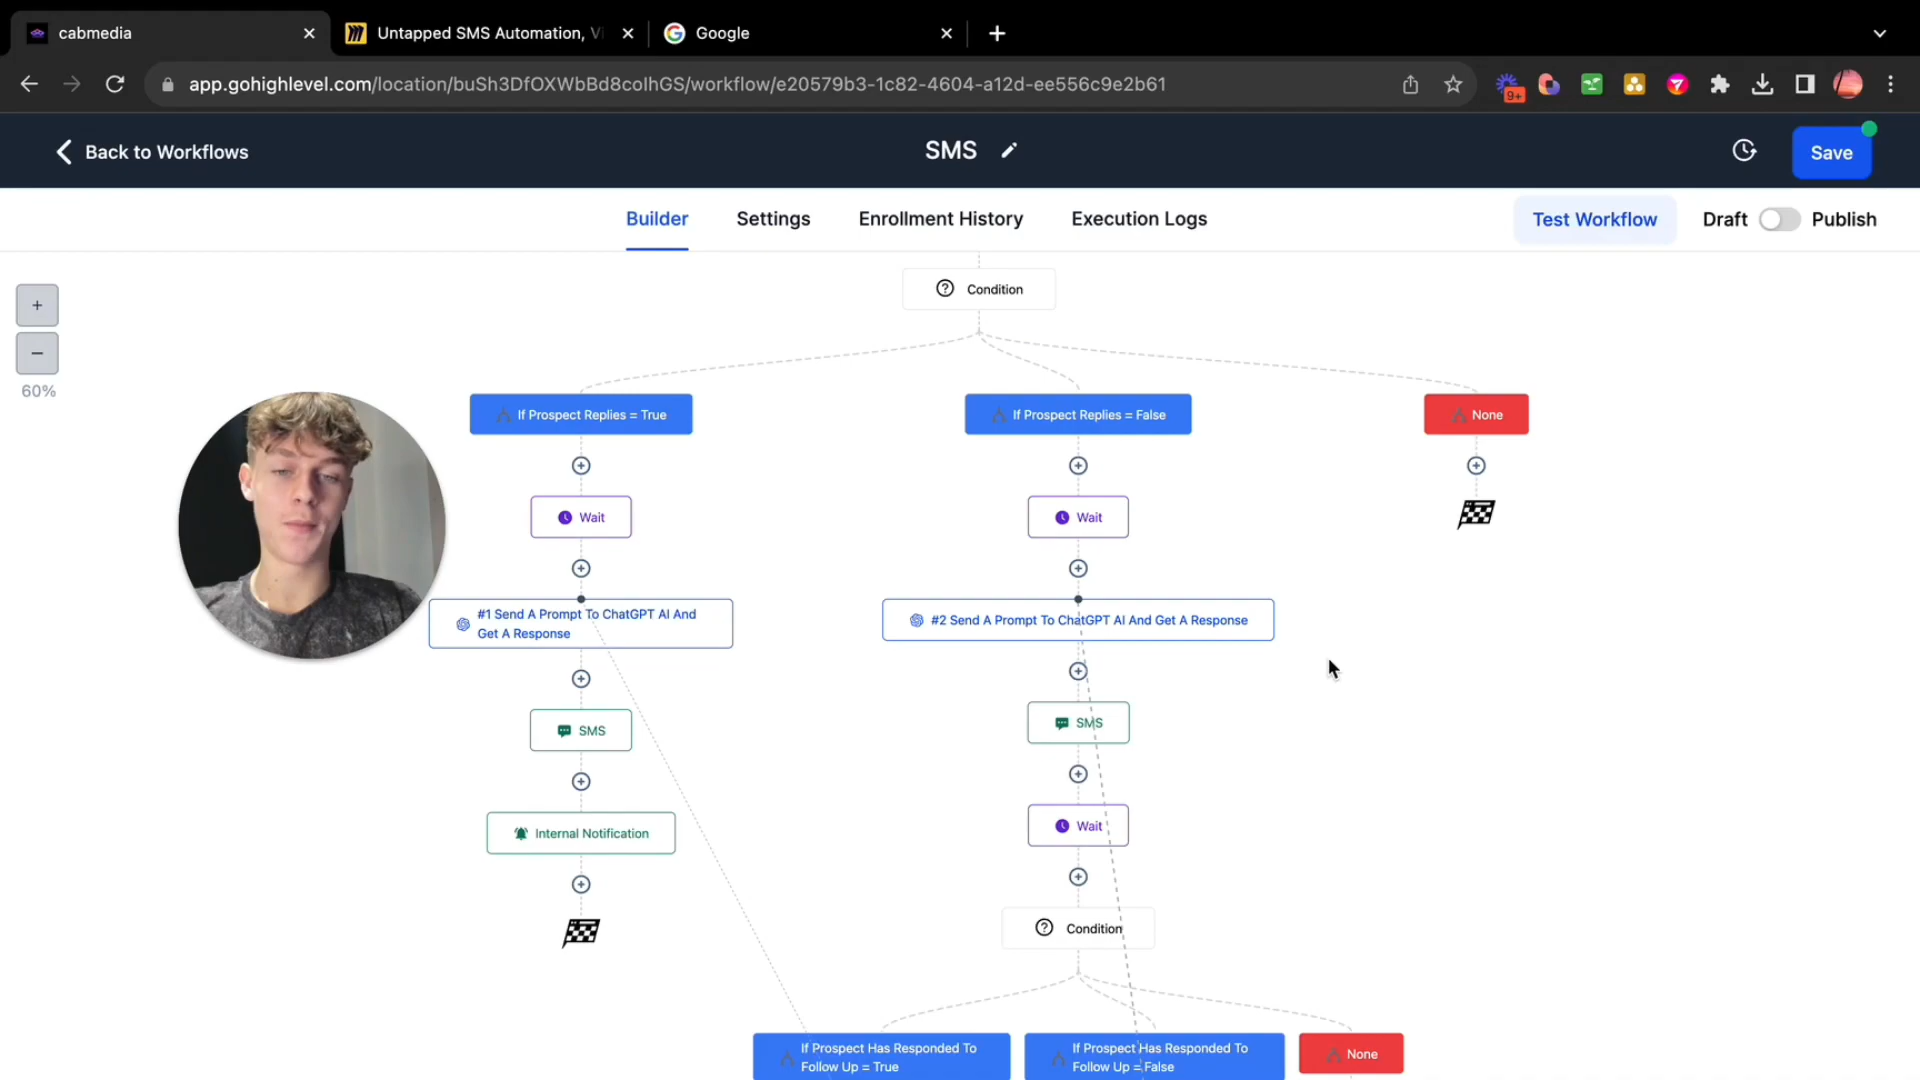 cabmedia
Untapped SMS Automation, Vi
Google
app.gohighlevel.com/location/buSh3DfOXWbBd8colhGS/workflow/e20579b3-1c82-4604-a12d-ee556c9e2b61
9+
Back to Workflows
SMS
Save
Builder
Settings
Enrollment History
Execution Logs
Test Workflow
Draft
Publish
+
−
60%
Condition
If Prospect Replies = True
If Prospect Replies = False
None
Wait
Wait
#1 Send A Prompt To ChatGPT AI And
Get A Response
#2 Send A Prompt To ChatGPT AI And Get A Response
SMS
SMS
Internal Notification
Wait
Condition
If Prospect Has Responded To
Follow Up = True
If Prospect Has Responded To
Follow Up = False
None